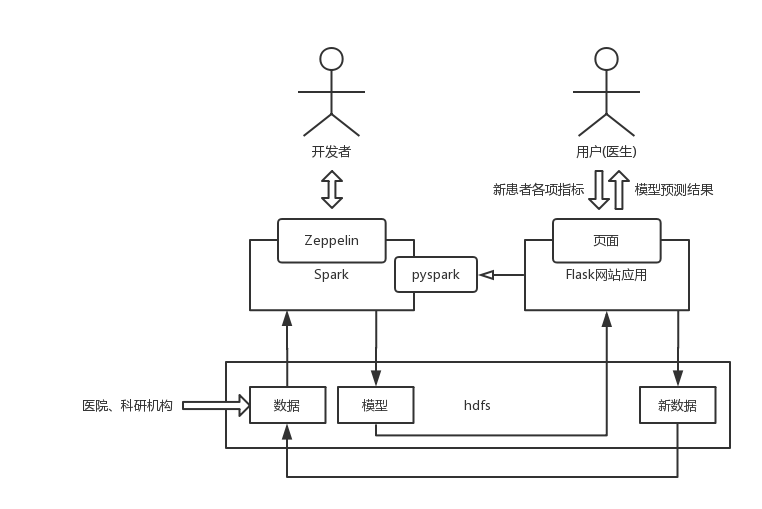 开发者
用户(医生)
新患者各项指标
模型预测结果
Zeppelin
页面
Spark
pyspark
Flask网站应用
医院、科研机构
数据
模型
hdfs
新数据